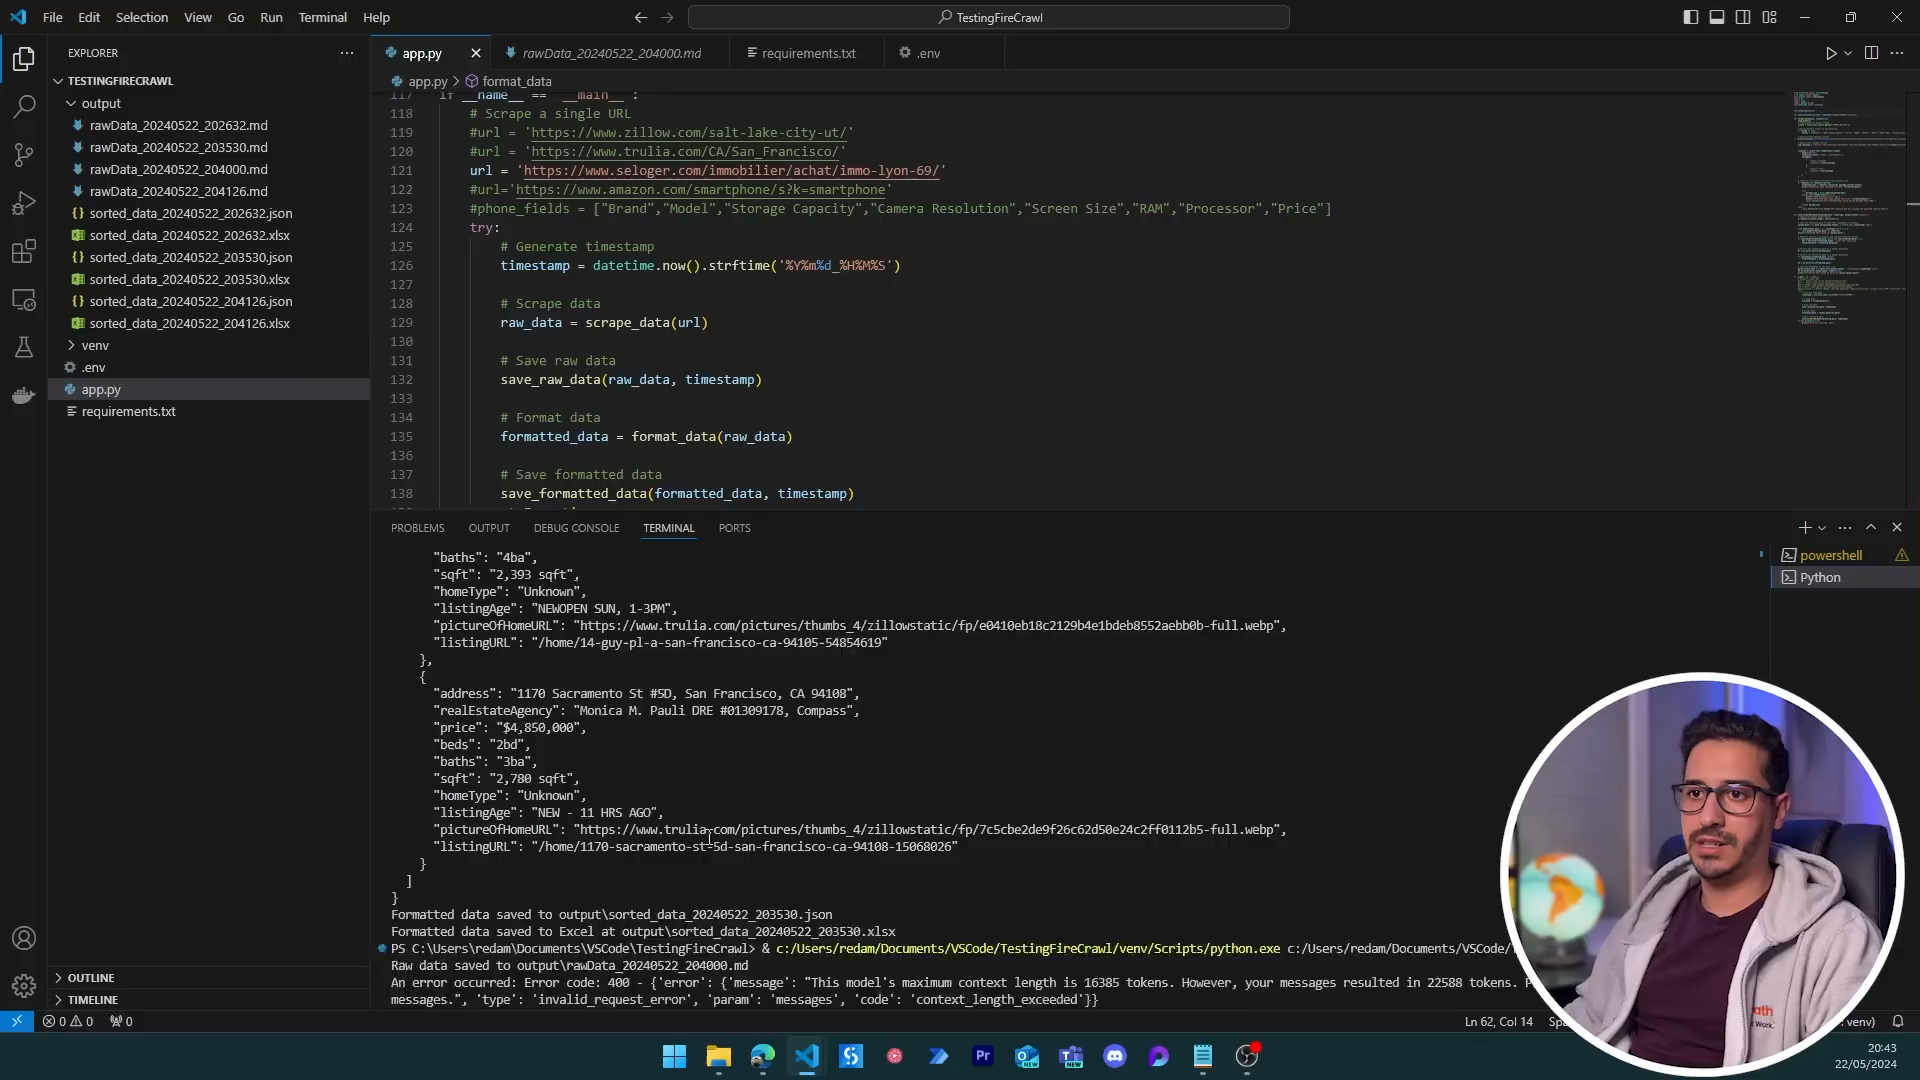 File Edit Selection View Go Run Terminal Help
TestingFireCrawl
EXPLORER
TESTINGFIRECRAWL
output
rawData_20240522_202632.md
rawData_20240522_203530.md
rawData_20240522_204000.md
rawData_20240522_204126.md
sorted_data_20240522_202632.json
sorted_data_20240522_202632.xlsx
sorted_data_20240522_203530.json
sorted_data_20240522_203530.xlsx
sorted_data_20240522_204126.json
sorted_data_20240522_204126.xlsx
venv
.env
app.py
requirements.txt
OUTLINE
TIMELINE
app.py rawData_20240522_204000.md requirements.txt .env
app.py > format_data
117 if __name__ == "__main__":
118 # Scrape a single URL
119 #url = 'https://www.zillow.com/salt-lake-city-ut/'
120 #url = 'https://www.trulia.com/CA/San_Francisco/'
121 url = 'https://www.seloger.com/immobilier/achat/immo-lyon-69/'
122 #url='https://www.amazon.com/smartphone/s?k=smartphone'
123 #phone_fields = ["Brand","Model","Storage Capacity","Camera Resolution","Screen Size","RAM","Processor","Price"]
124 try:
125 # Generate timestamp
126 timestamp = datetime.now().strftime('%Y%m%d_%H%M%S')
127
128 # Scrape data
129 raw_data = scrape_data(url)
130
131 # Save raw data
132 save_raw_data(raw_data, timestamp)
133
134 # Format data
135 formatted_data = format_data(raw_data)
136
137 # Save formatted data
138 save_formatted_data(formatted_data, timestamp)
PROBLEMS OUTPUT DEBUG CONSOLE TERMINAL PORTS
powershell
Python
"baths": "4ba",
"sqft": "2,393 sqft",
"homeType": "Unknown",
"listingAge": "NEWOPEN SUN, 1-3PM",
"pictureOfHomeURL": "https://www.trulia.com/pictures/thumbs_4/zillowstatic/fp/e0410eb18c2129b4e1bdeb8552aebb0b-full.webp",
"listingURL": "/home/14-guy-pl-a-san-francisco-ca-94105-54854619"
},
{
"address": "1170 Sacramento St #5D, San Francisco, CA 94108",
"realEstateAgency": "Monica M. Pauli DRE #01309178, Compass",
"price": "$4,850,000",
"beds": "2bd",
"baths": "3ba",
"sqft": "2,780 sqft",
"homeType": "Unknown",
"listingAge": "NEW - 11 HRS AGO",
"pictureOfHomeURL": "https://www.trulia.com/pictures/thumbs_4/zillowstatic/fp/7c5cbe2de9f26c62d50e24c2ff0112b5-full.webp",
"listingURL": "/home/1170-sacramento-st-5d-san-francisco-ca-94108-15068026"
}
]
}
Formatted data saved to output\sorted_data_20240522_203530.json
Formatted data saved to Excel at output\sorted_data_20240522_203530.xlsx
PS C:\Users\redam\Documents\VSCode\TestingFireCrawl> & c:/Users/redam/Documents/VSCode/TestingFireCrawl/venv/Scripts/python.exe c:/Users/redam/Documents/VSCode/
Raw data saved to output\rawData_20240522_204000.md
An error occurred: Error code: 400 - {'error': {'message': "This model's maximum context length is 16385 tokens. However, your messages resulted in 22588 tokens.
messages.", 'type': 'invalid_request_error', 'param': 'messages', 'code': 'context_length_exceeded'}}
0 0 0
Ln 62, Col 14
venv)
20:43
22/05/2024